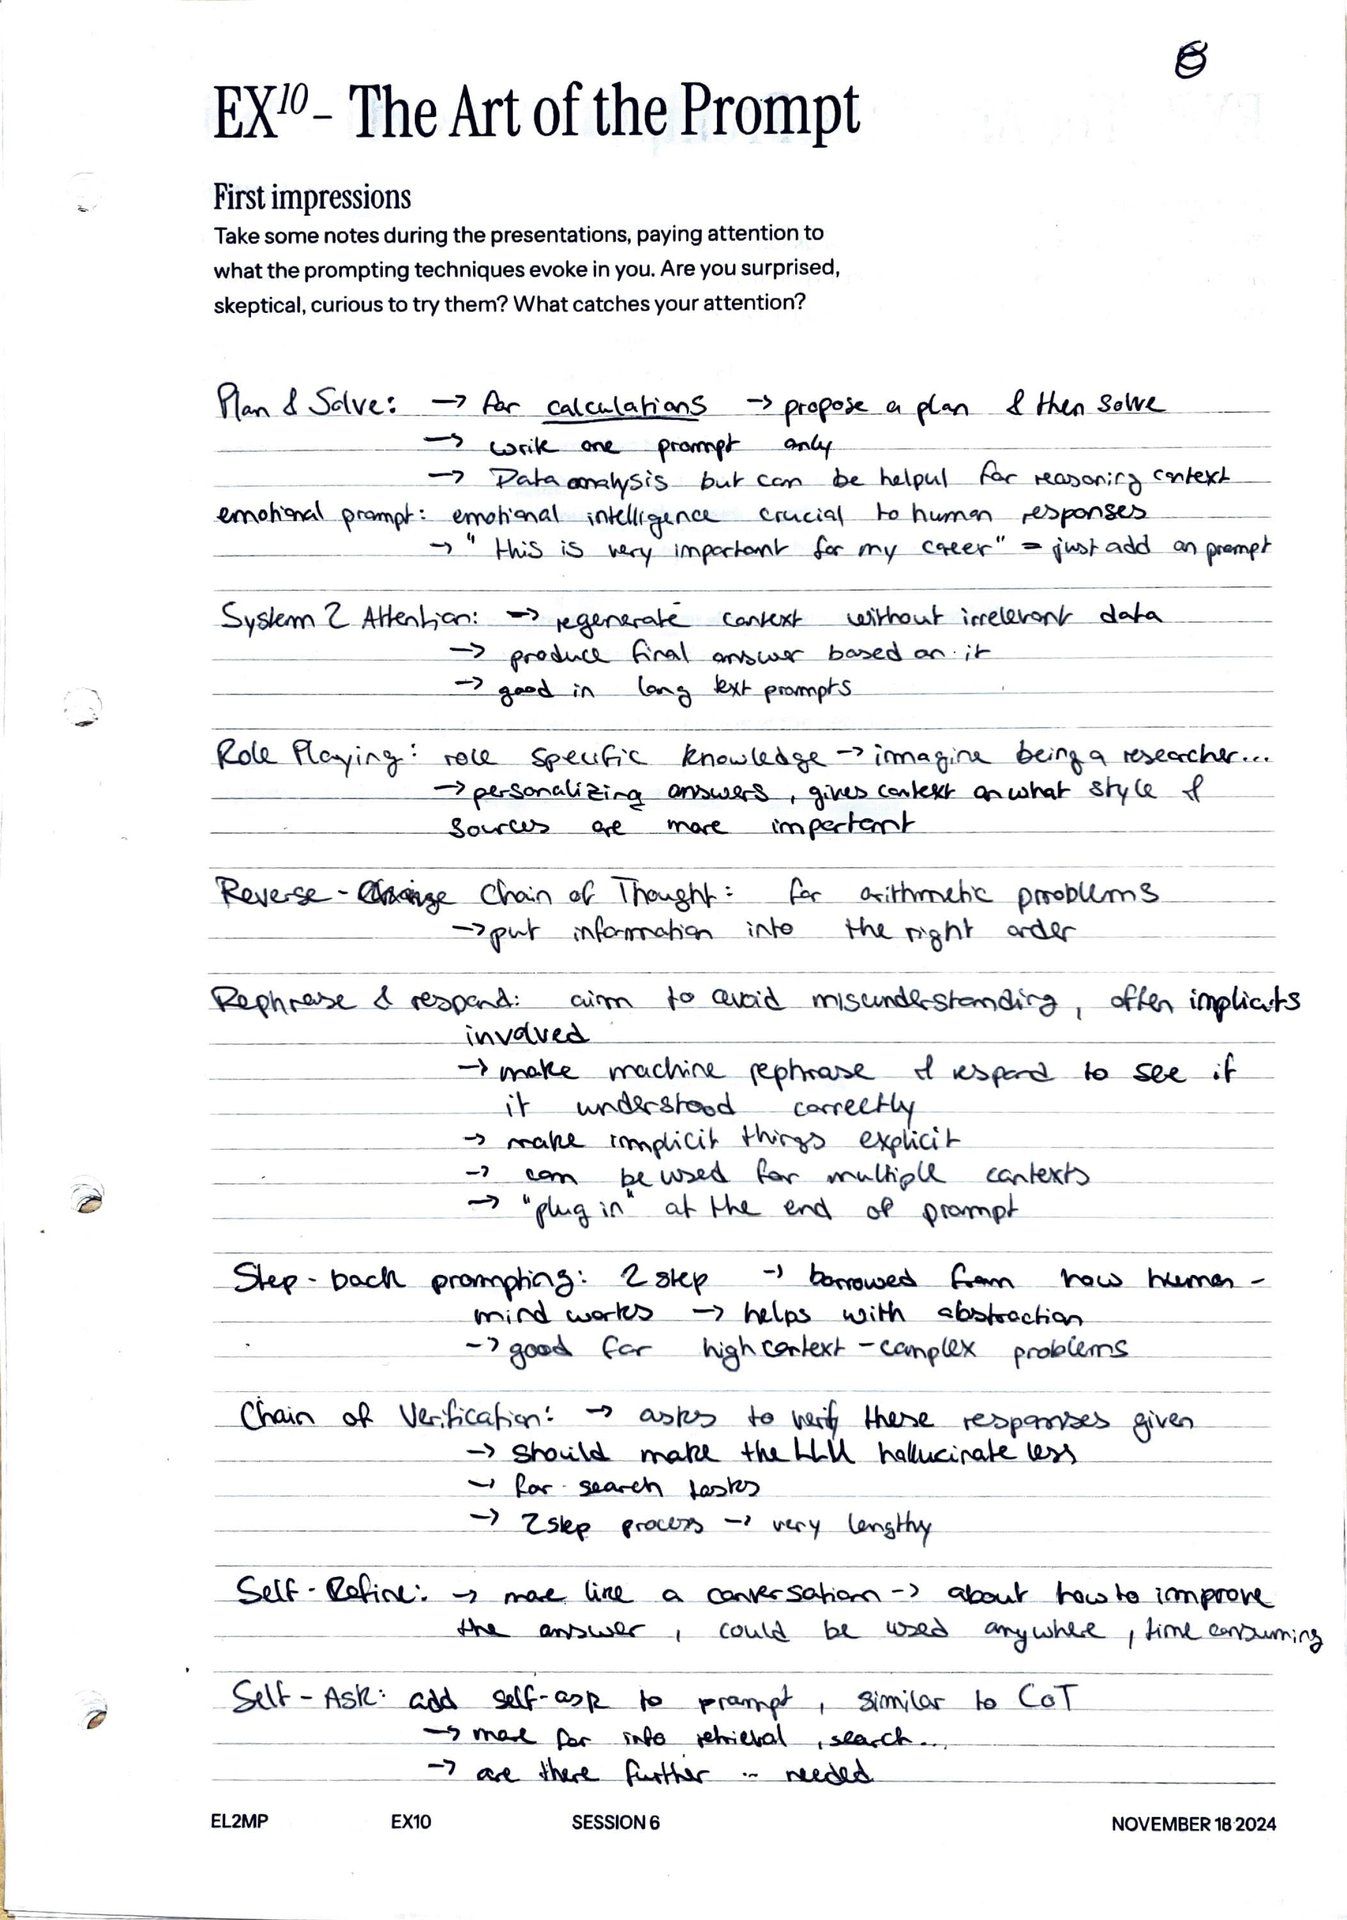 8
EX10 – The Art of the Prompt
First impressions
Take some notes during the presentations, paying attention to
what the prompting techniques evoke in you. Are you surprised,
skeptical, curious to try them? What catches your attention?
Plan & Solve: → for calculations → propose a plan & then solve
→ write one prompt only
→ Data analysis but can be helpul for reasoning context
emotional prompt: emotional intelligence crucial to human responses
→ "this is very important for my career" = just add on prompt
System 2 Attention: → regenerate context without irrelevant data
→ produce final answer based on it
→ good in long text prompts
Role Playing: role specific knowledge → imagine being a researcher...
→ personalizing answers, gives context on what style &
sources are more important
Reverse - Chain of Thought: for arithmetic problems
→ put information into the right order
Rephrase & respond: aim to avoid misunderstanding, often implicits
involved
→ make machine rephrase & respond to see if
it understood correctly
→ make implicit things explicit
→ can be used for multiple contexts
→ "plug in" at the end of prompt
Step-back prompting: 2 step → borrowed from how human-
mind works → helps with abstraction
→ good for high context - complex problems
Chain of Verification: → asks to verify these responses given
→ should make the LLM hallucinate less
→ for search tasks
→ 2 step process → very lengthy
Self-Refine: → more like a conversation → about how to improve
the answer, could be used anywhere, time consuming
Self-Ask: add self-ask to prompt, similar to CoT
→ more for info retrieval, search...
→ are there further ... needed
EL2MP EX10 SESSION 6 NOVEMBER 18 2024